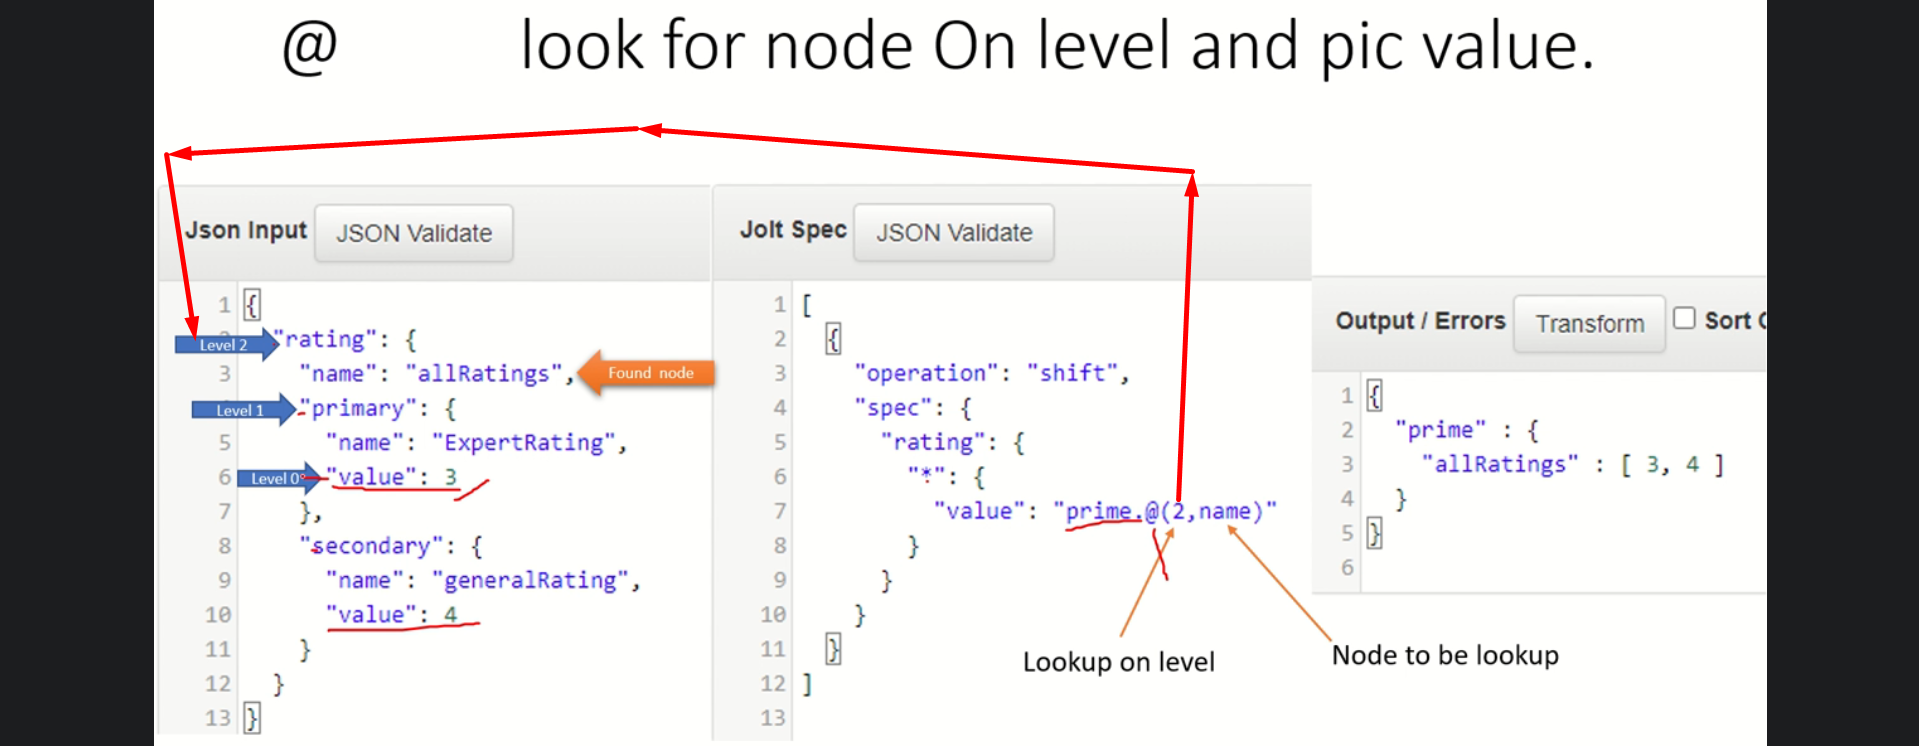 @ look for node On level and pic value.
Json Input JSON Validate
1 {
Level 2 "rating": {
3 "name": "allRatings", Found node
Level 1 "primary": {
5 "name": "ExpertRating",
6 Level 0 "value": 3
7 },
8 "secondary": {
9 "name": "generalRating",
10 "value": 4
11 }
12 }
13 }
Jolt Spec JSON Validate
1 [
2 {
3 "operation": "shift",
4 "spec": {
5 "rating": {
6 "*": {
7 "value": "prime.@(2,name)"
8 }
9 }
10 }
11 }
12 ]
13
Lookup on level
Node to be lookup
Output / Errors Transform Sort
1 {
2 "prime" : {
3 "allRatings" : [ 3, 4 ]
4 }
5 }
6